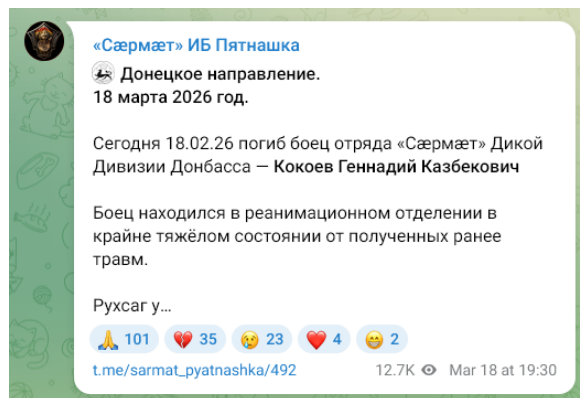 «Сӕрмӕт» ИБ Пятнашка
Донецкое направление.
18 марта 2026 год.
Сегодня 18.02.26 погиб боец отряда «Сӕрмӕт» Дикой
Дивизии Донбасса — Кокоев Геннадий Казбекович
Боец находился в реанимационном отделении в
крайне тяжёлом состоянии от полученных ранее
травм.
Рухсаг у…
101 35 23 4 2
t.me/sarmat_pyatnashka/492 12.7K Mar 18 at 19:30